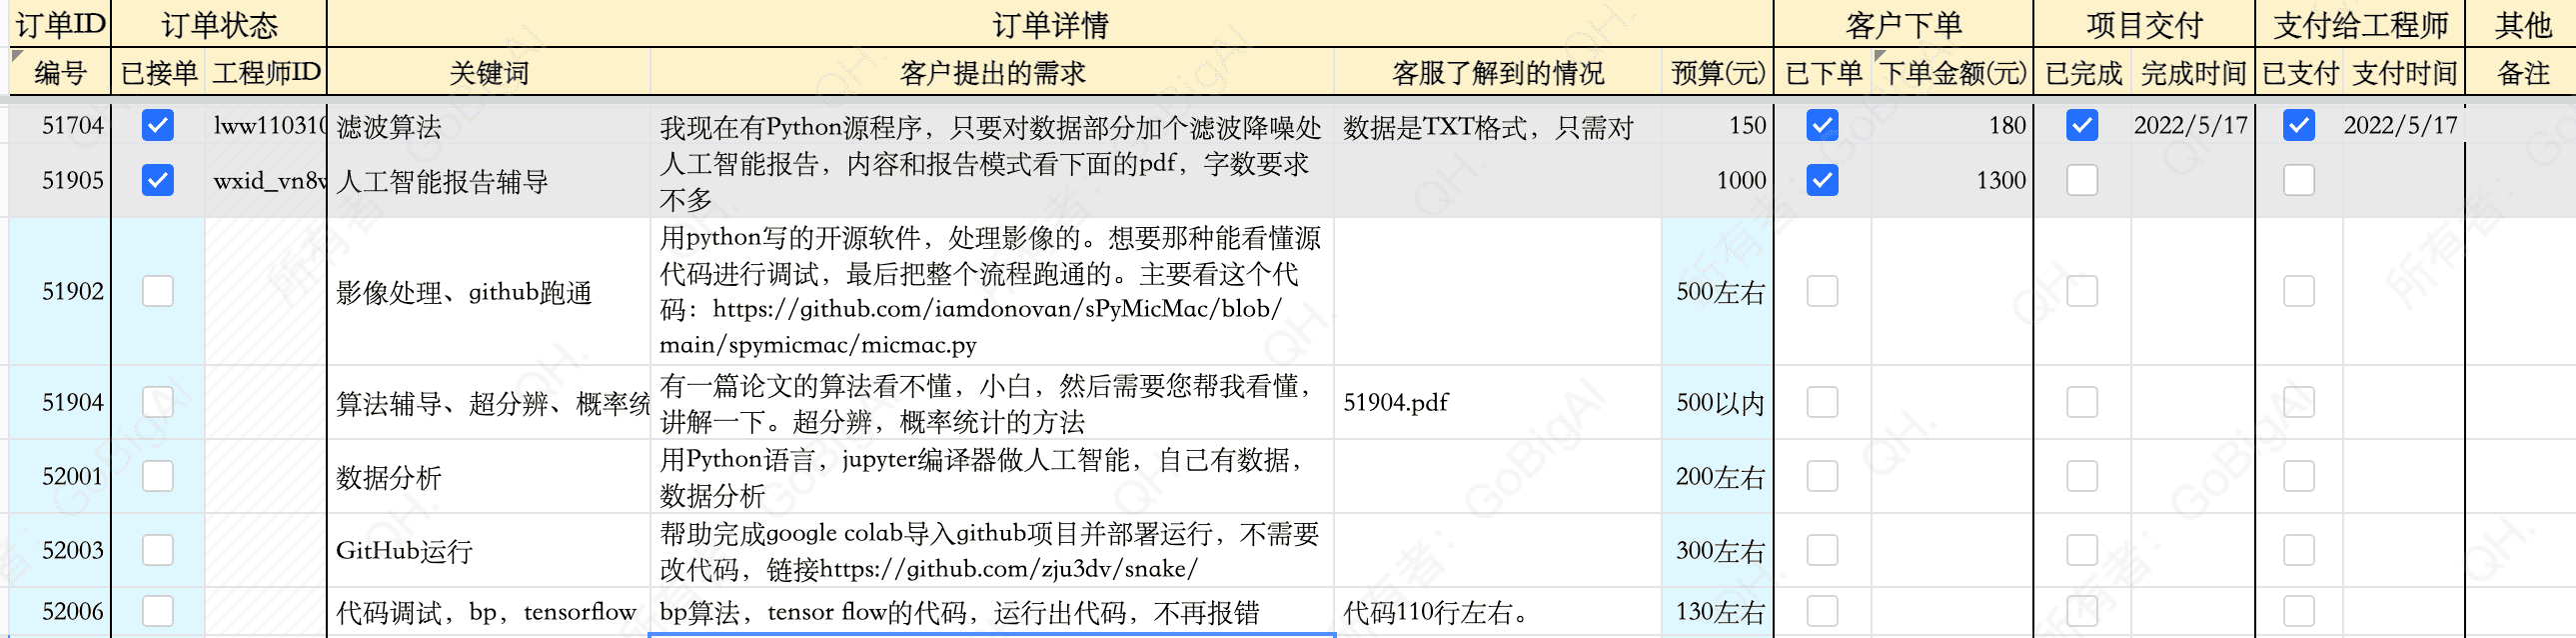 订单ID 订单状态 订单详情 客户下单 项目交付 支付给工程师 其他
编号 已接单 工程师ID 关键词 客户提出的需求 客服了解到的情况 预算(元) 已下单 下单金额(元) 已完成 完成时间 已支付 支付时间 备注
51704 lww110310 滤波算法 我现在有Python源程序，只要对数据部分加个滤波降噪处 数据是TXT格式，只需对 150 180 2022/5/17 2022/5/17
51905 wxid_vn8v 人工智能报告辅导 人工智能报告，内容和报告模式看下面的pdf，字数要求 1000 1300
不多
51902 影像处理、github跑通 用python写的开源软件，处理影像的。想要那种能看懂源 500左右
代码进行调试，最后把整个流程跑通的。主要看这个代
码：https://github.com/iamdonovan/sPyMicMac/blob/
main/spymicmac/micmac.py
51904 算法辅导、超分辨、概率统 有一篇论文的算法看不懂，小白，然后需要您帮我看懂， 51904.pdf 500以内
讲解一下。超分辨，概率统计的方法
52001 数据分析 用Python语言，jupyter编译器做人工智能，自己有数据， 200左右
数据分析
52003 GitHub运行 帮助完成google colab导入github项目并部署运行，不需要 300左右
改代码，链接https://github.com/zju3dv/snake/
52006 代码调试，bp，tensorflow bp算法，tensor flow的代码，运行出代码，不再报错 代码110行左右。 130左右
所有者：GoBigAI QH.